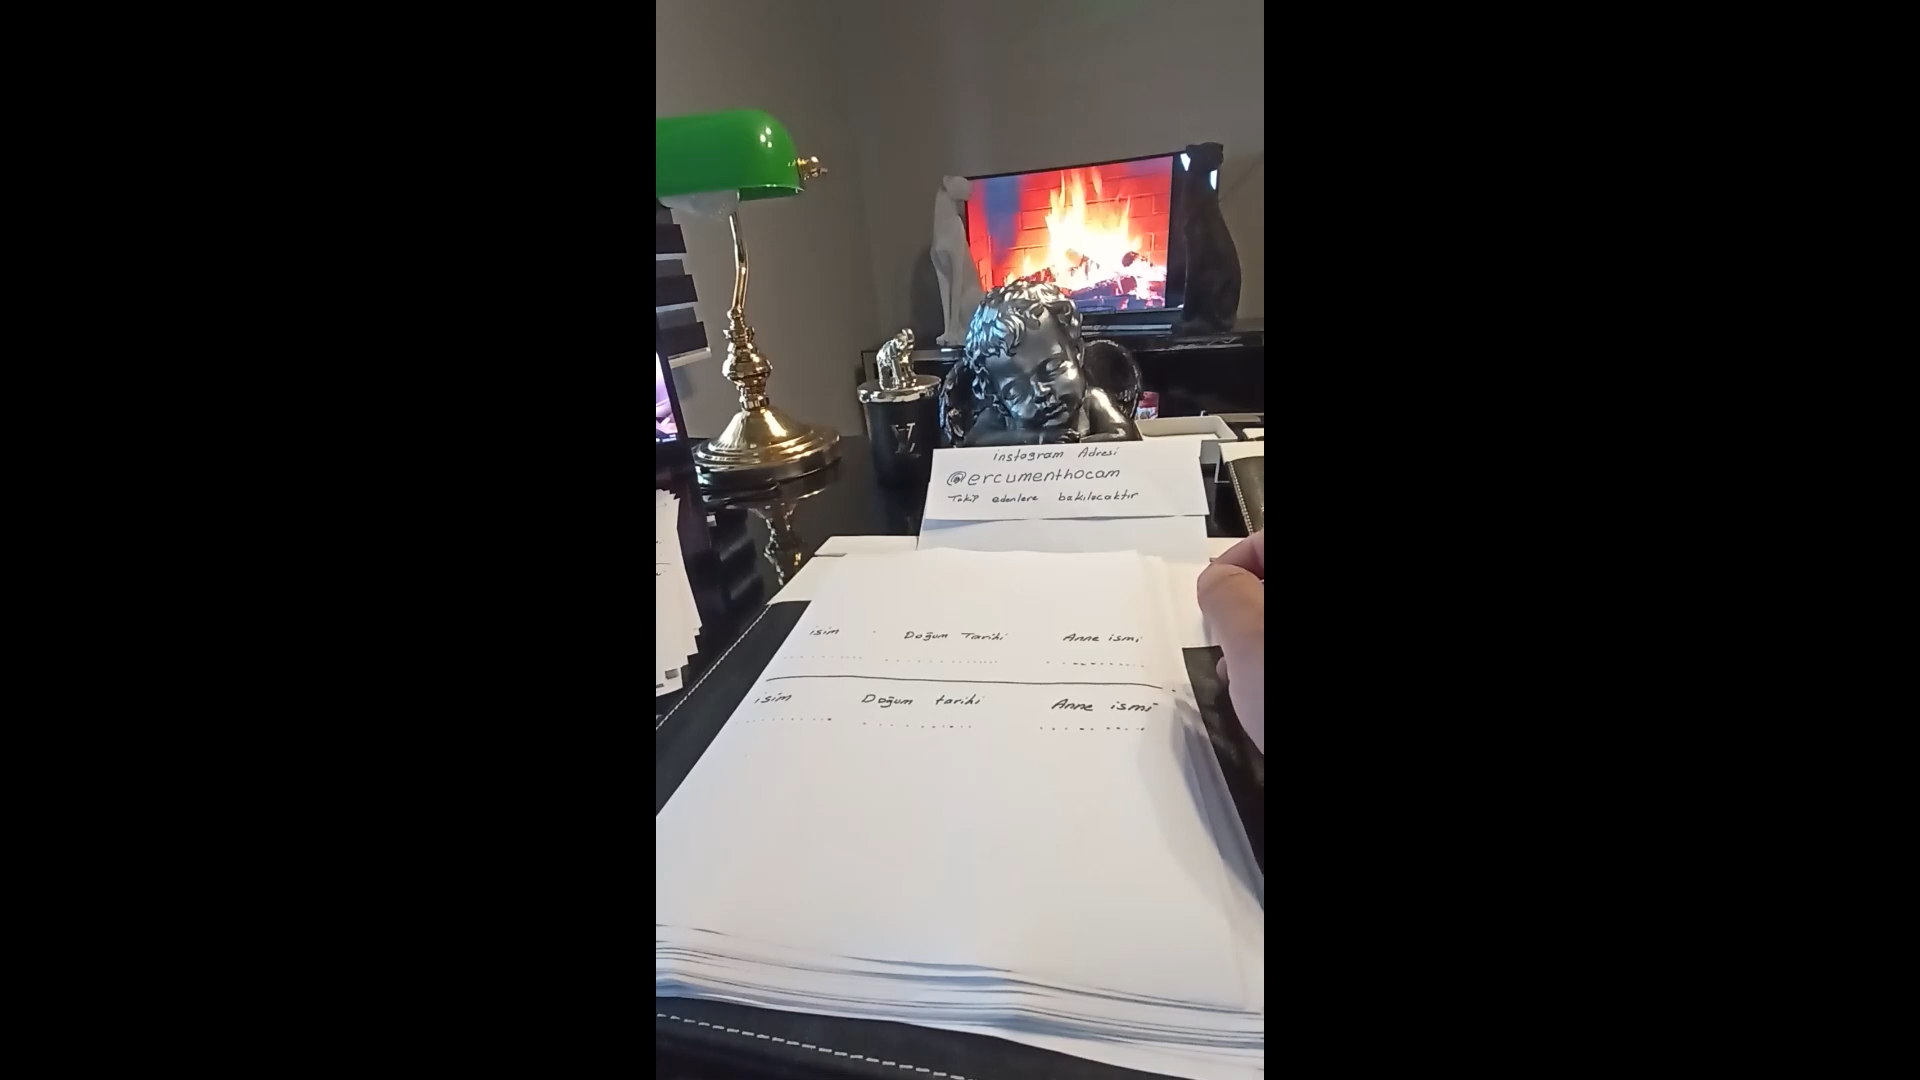 instagram Adresi
@ercumenthocam
Takip edenlere bakılacaktır
isim Doğum Tarihi Anne ismi
isim Doğum tarihi Anne ismi